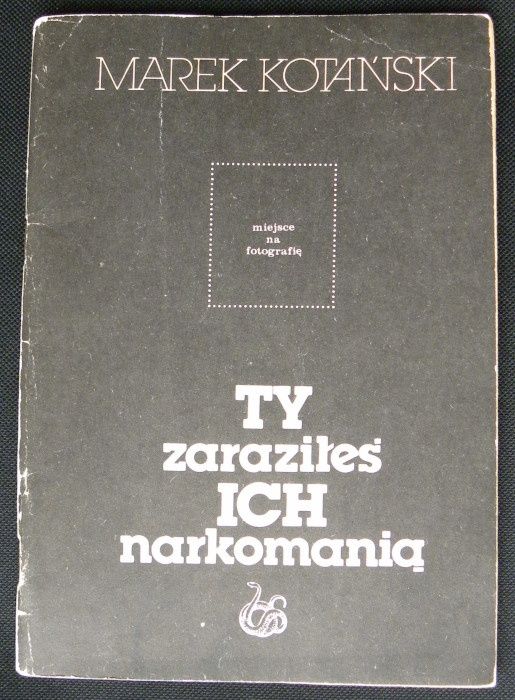 MAREK KOTAŃSKI
miejsce
na
fotografię
TY
zaraziłeś
ICH
narkomanią